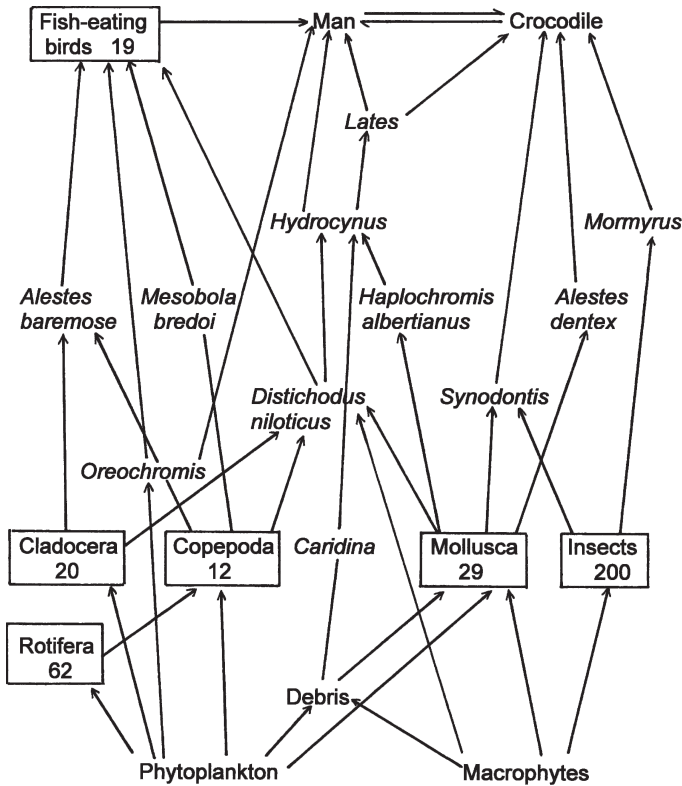 Fish-eating
birds 19
Man
Crocodile
Lates
Hydrocynus
Mormyrus
Alestes
baremose
Mesobola
bredoi
Haplochromis
albertianus
Alestes
dentex
Distichodus
niloticus
Synodontis
Oreochromis
Cladocera
20
Copepoda
12
Caridina
Mollusca
29
Insects
200
Rotifera
62
Debris
Phytoplankton
Macrophytes